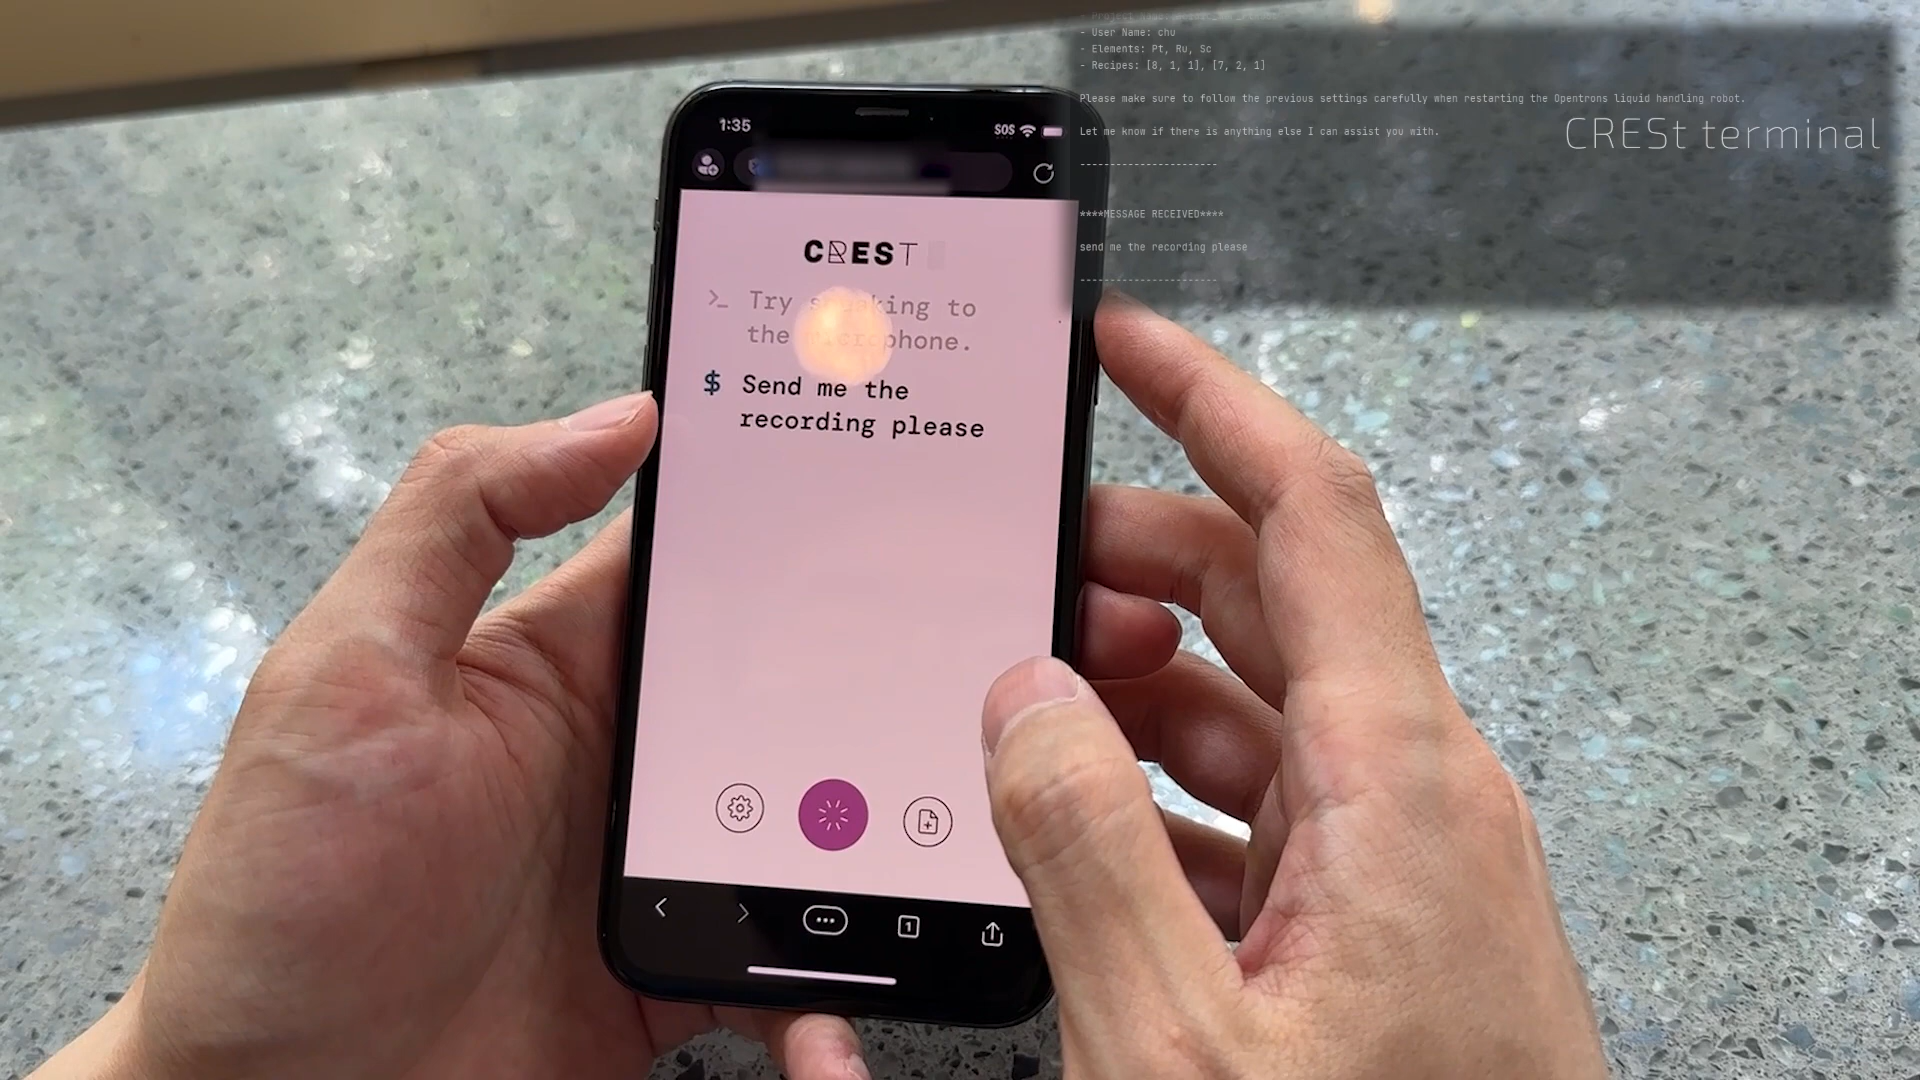 1:35
SOS
CREST
>_ Try speaking to
the microphone.
$ Send me the
recording please
1
- User Name: chu
- Elements: Pt, Ru, Sc
- Recipes: [8, 1, 1], [7, 2, 1]
Please make sure to follow the previous settings carefully when restarting the Opentrons liquid handling robot.
Let me know if there is anything else I can assist you with.
-----------------------
****MESSAGE RECEIVED****
send me the recording please
-----------------------
CRESt terminal